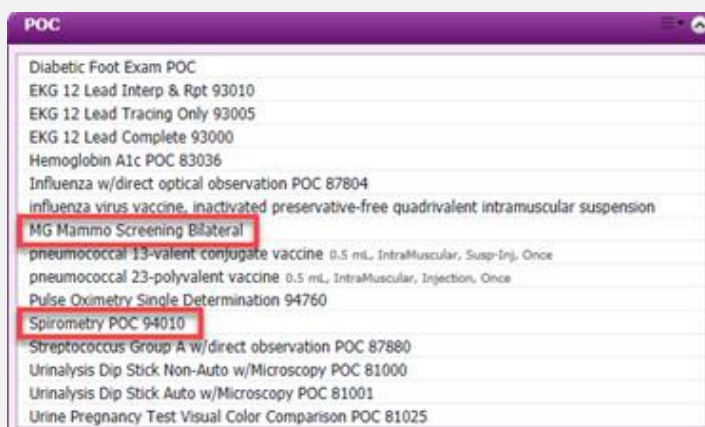 POC
Diabetic Foot Exam POC
EKG 12 Lead Interp & Rpt 93010
EKG 12 Lead Tracing Only 93005
EKG 12 Lead Complete 93000
Hemoglobin A1c POC 83036
Influenza w/direct optical observation POC 87804
influenza virus vaccine, inactivated preservative-free quadrivalent intramuscular suspension
MG Mammo Screening Bilateral
pneumococcal 13-valent conjugate vaccine 0.5 mL, IntraMuscular, Susp-Inj, Once
pneumococcal 23-polyvalent vaccine 0.5 mL, IntraMuscular, Injection, Once
Pulse Oximetry Single Determination 94760
Spirometry POC 94010
Streptococcus Group A w/direct observation POC 87880
Urinalysis Dip Stick Non-Auto w/Microscopy POC 81000
Urinalysis Dip Stick Auto w/Microscopy POC 81001
Urine Pregnancy Test Visual Color Comparison POC 81025